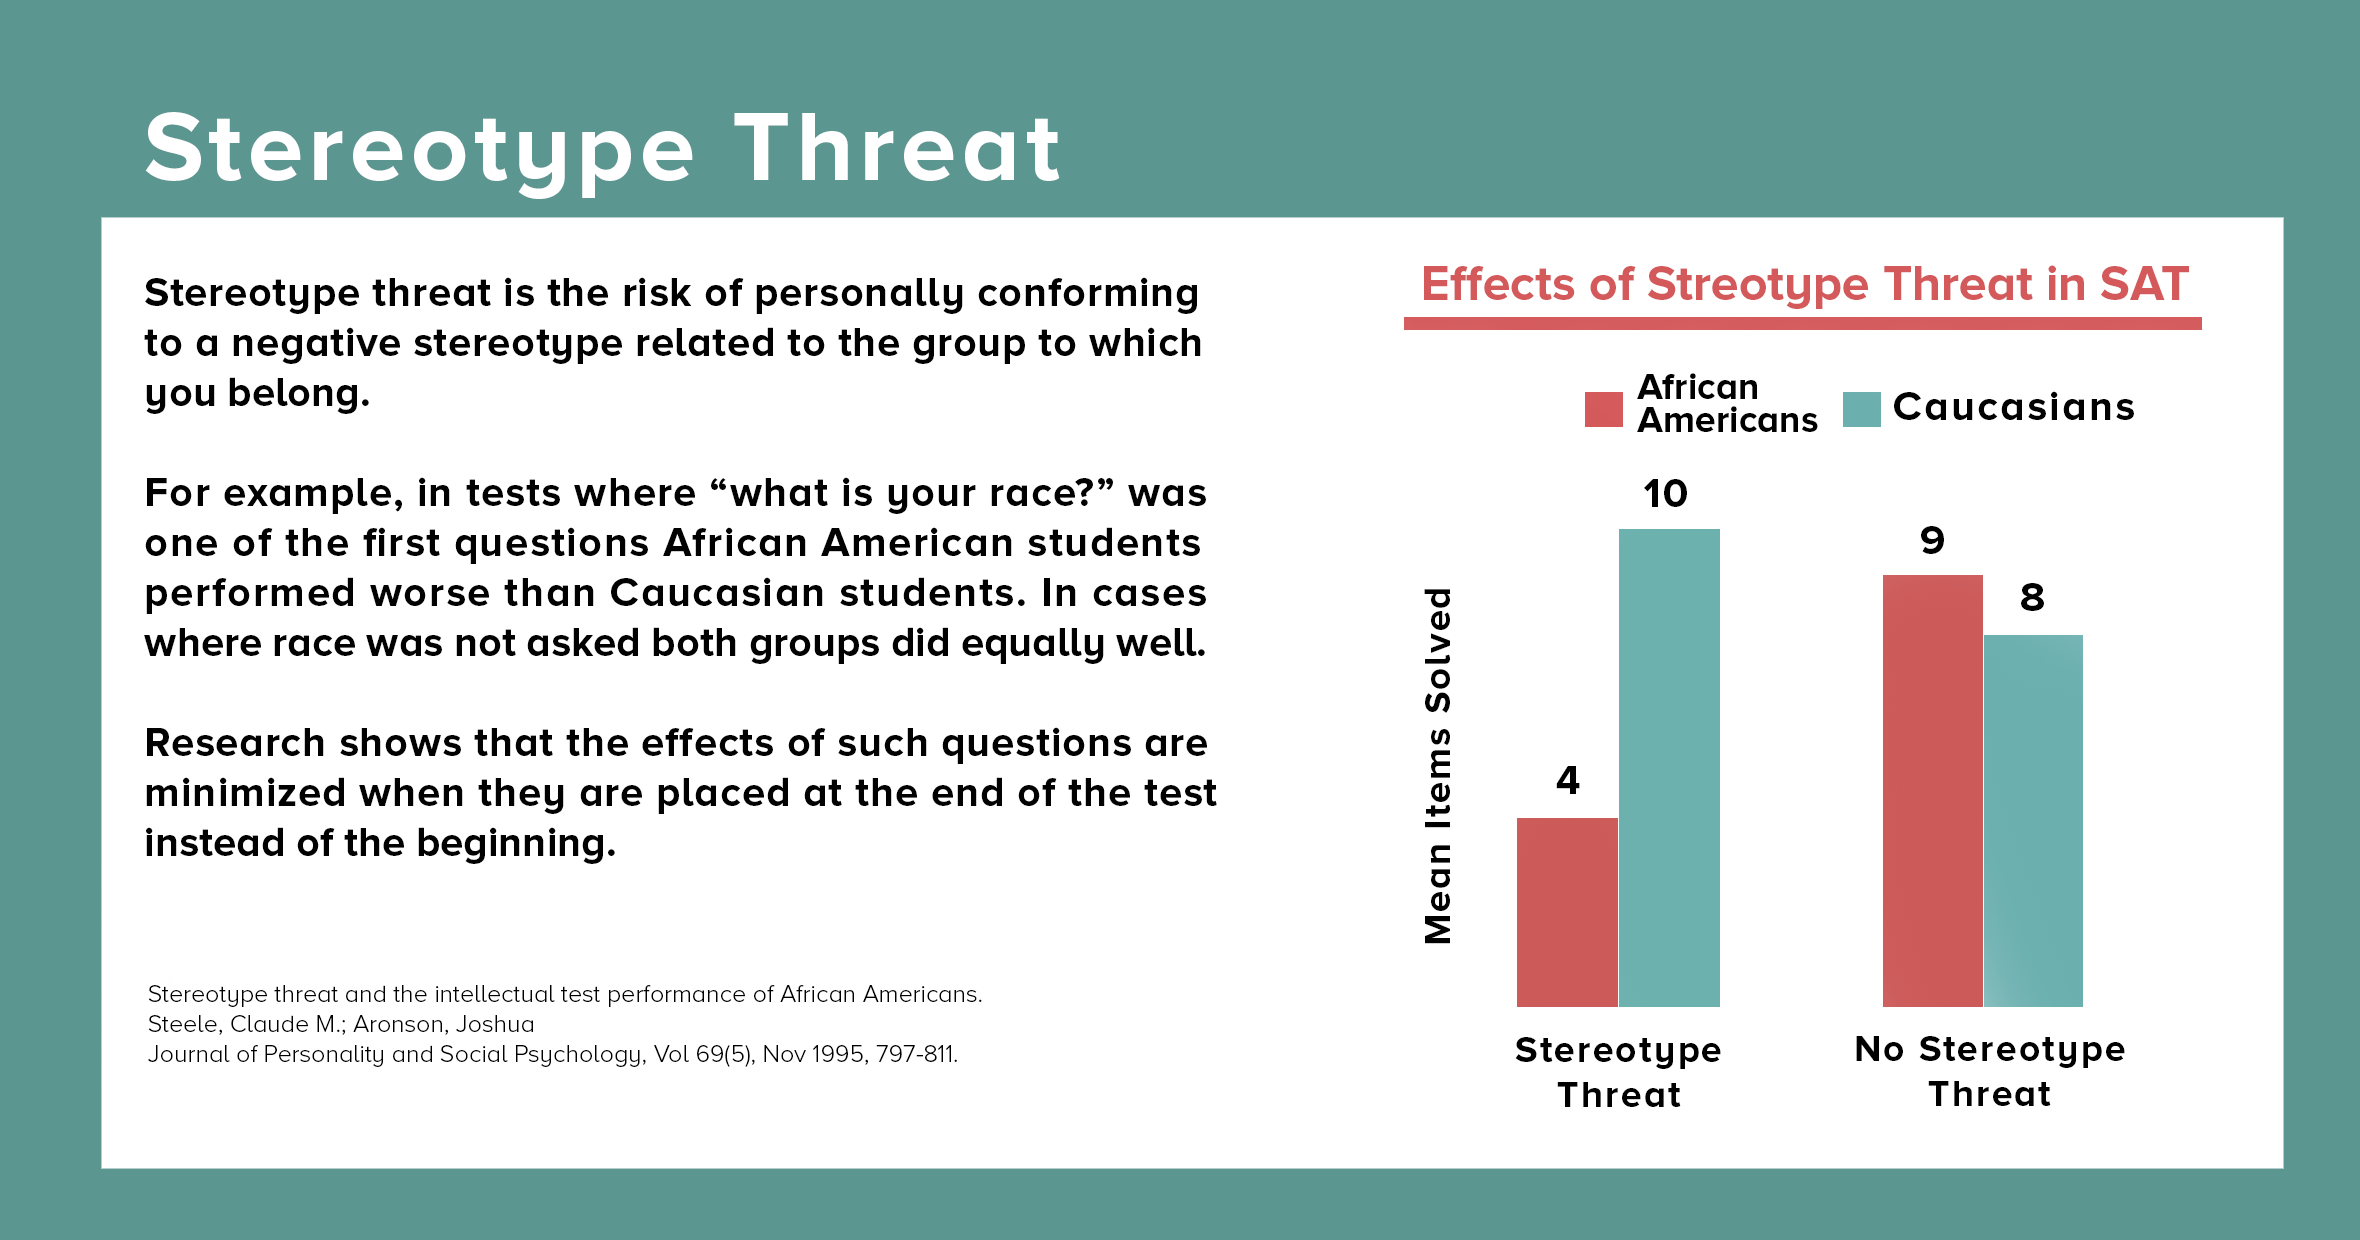 Stereotype Threat
Stereotype threat is the risk of personally conforming
to a negative stereotype related to the group to which
you belong.
For example, in tests where “what is your race?” was
one of the first questions African American students
performed worse than Caucasian students. In cases
where race was not asked both groups did equally well.
Research shows that the effects of such questions are
minimized when they are placed at the end of the test
instead of the beginning.
Stereotype threat and the intellectual test performance of African Americans.
Steele, Claude M.; Aronson, Joshua
Journal of Personality and Social Psychology, Vol 69(5), Nov 1995, 797-811.
Effects of Streotype Threat in SAT
African
Americans
Caucasians
Mean Items Solved
4
10
9
8
Stereotype
Threat
No Stereotype
Threat